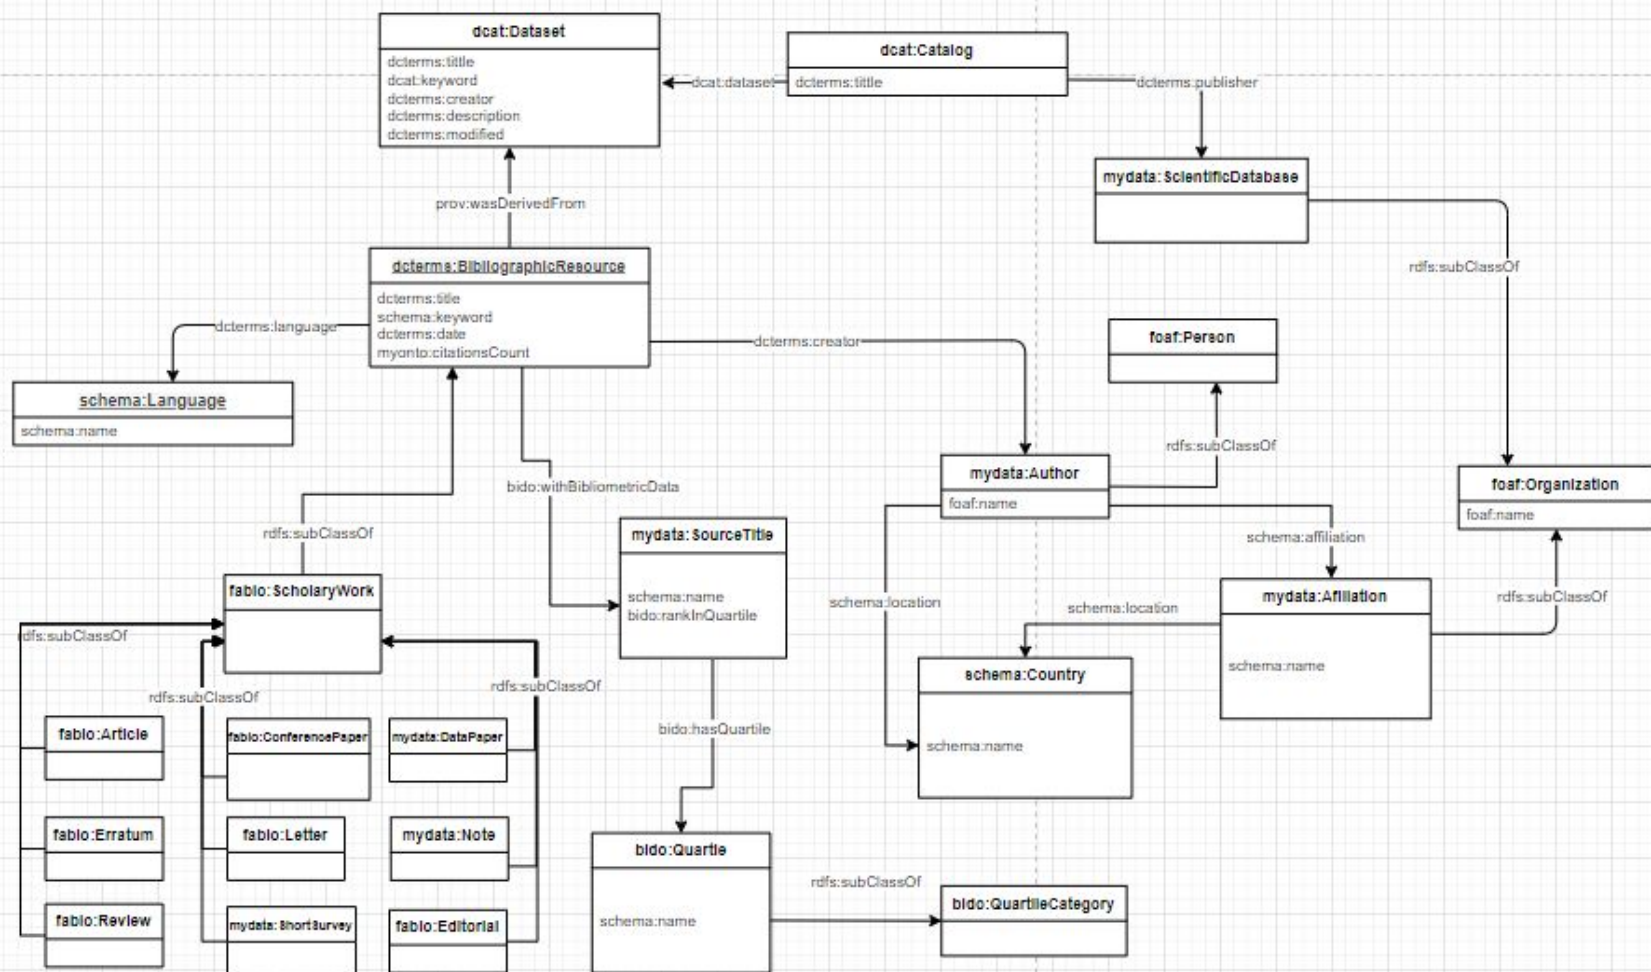 dcat:Dataset
dcterms:tittle
dcat:keyword
dcterms:creator
dcterms:description
dcterms:modified
dcat:dataset
dcat:Catalog
dcterms:tittle
dcterms:publisher
mydata:ScientificDatabase
rdfs:subClassOf
prov:wasDerivedFrom
dcterms:BibliographicResource
dcterms:title
schema:keyword
dcterms:date
myonto:citationsCount
dcterms:language
schema:Language
schema:name
dcterms:creator
foaf:Person
rdfs:subClassOf
mydata:Author
foaf:name
foaf:Organization
foaf:name
bido:withBibliometricData
rdfs:subClassOf
mydata:SourceTitle
schema:name
bido:rankInQuartile
schema:affiliation
schema:location
schema:location
mydata:Afiliation
schema:name
rdfs:subClassOf
fabio:ScholaryWork
rdfs:subClassOf
rdfs:subClassOf
rdfs:subClassOf
schema:Country
schema:name
bido:hasQuartile
fabio:Article
fabio:ConferencePaper
mydata:DataPaper
fabio:Erratum
fabio:Letter
mydata:Note
fabio:Review
mydata:ShortSurvey
fabio:Editorial
bido:Quartile
schema:name
rdfs:subClassOf
bido:QuartileCategory